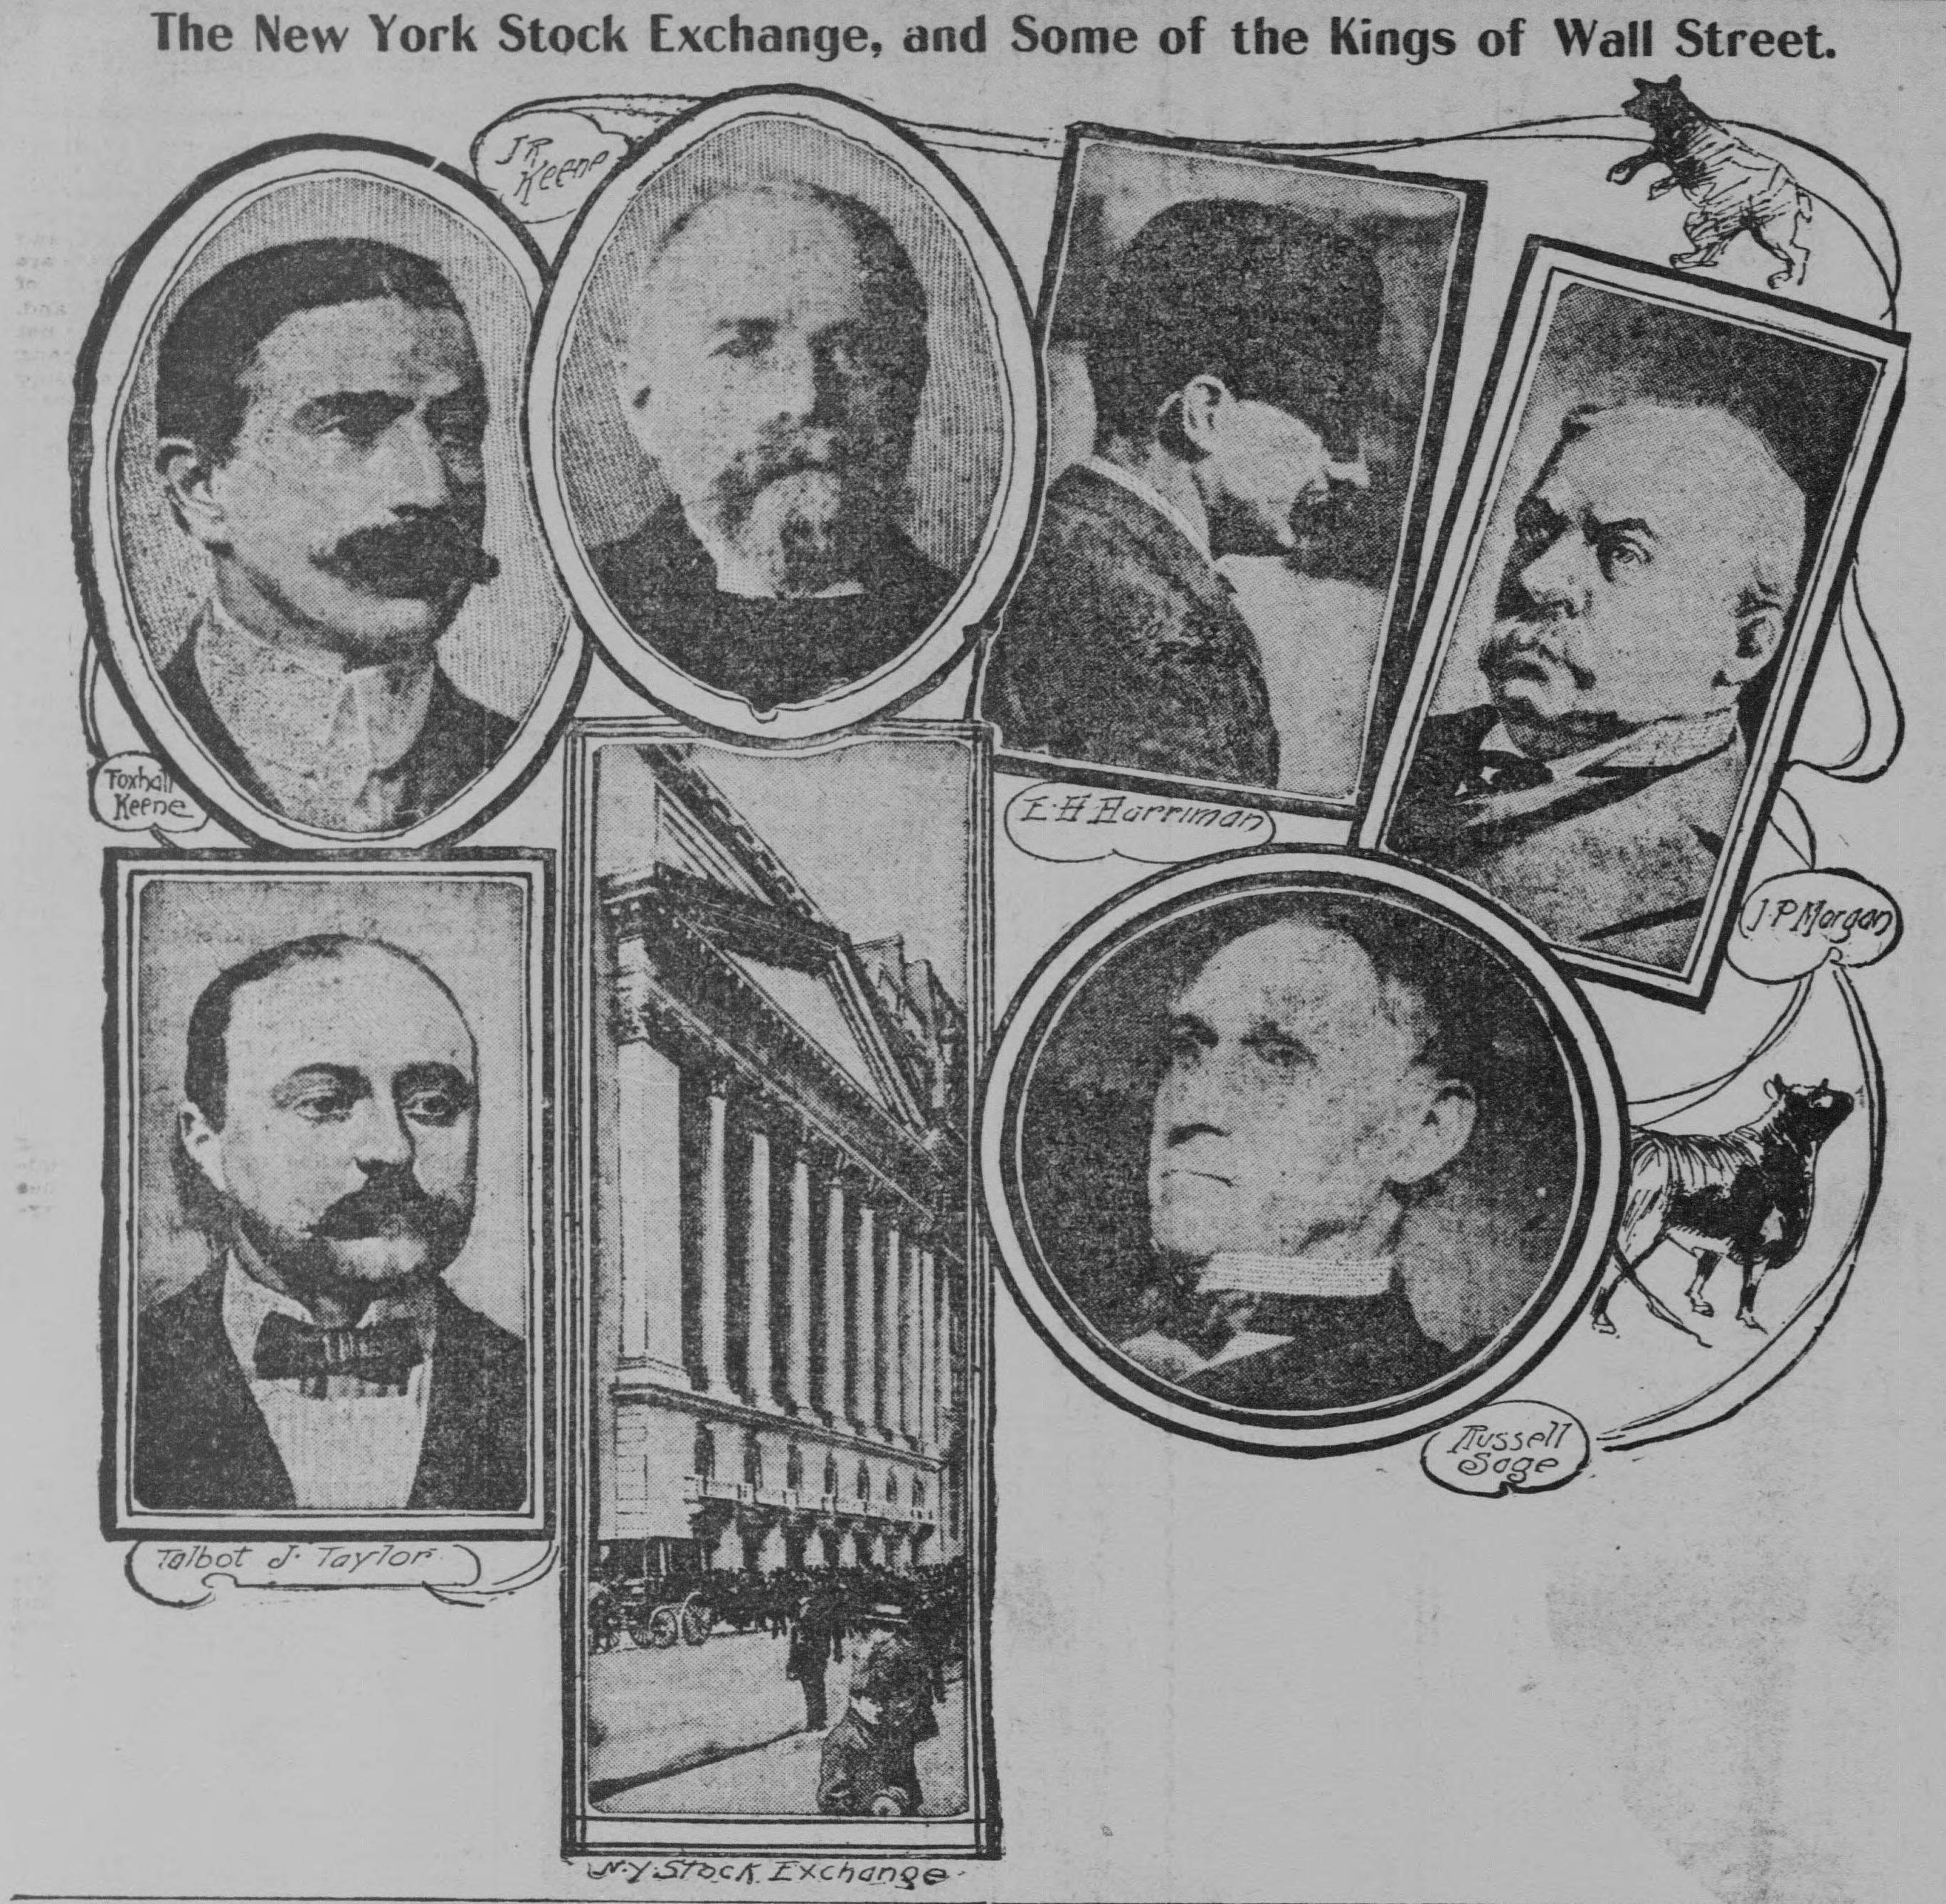 The New York Stock Exchange, and Some of the Kings of Wall Street.
J R
Keene
Foxhall
Keene
E. H Harriman
J. P Morgan
Russell
Sage
Talbot J. Taylor
N. Y. Stock Exchange